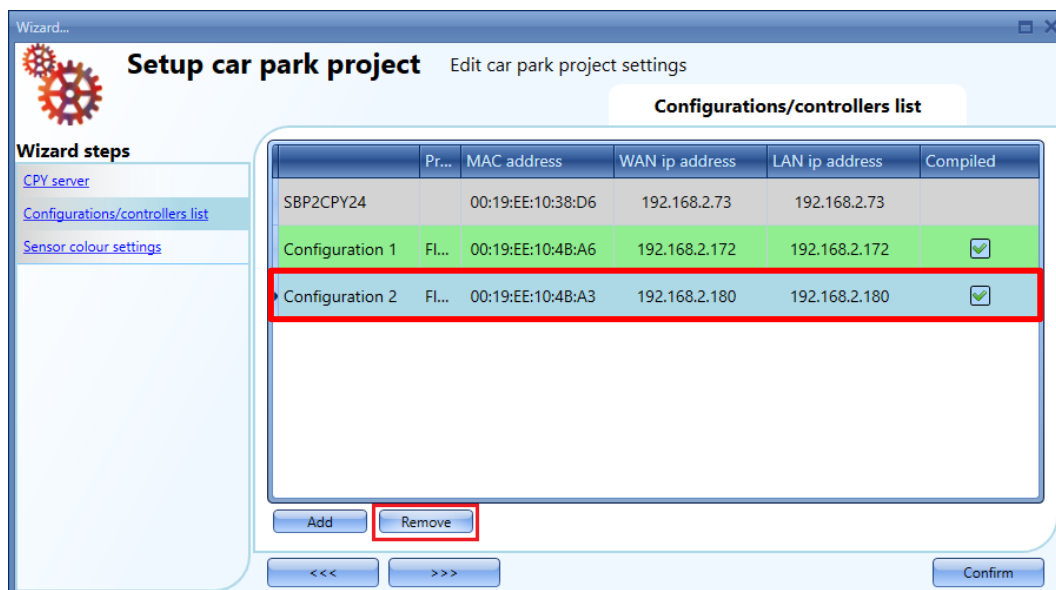 Wizard...
Setup car park project Edit car park project settings
Configurations/controllers list
Wizard steps
CPY server
Configurations/controllers list
Sensor colour settings
Pr... MAC address WAN ip address LAN ip address Compiled
SBP2CPY24 00:19:EE:10:38:D6 192.168.2.73 192.168.2.73
Configuration 1 Fl... 00:19:EE:10:4B:A6 192.168.2.172 192.168.2.172
Configuration 2 Fl... 00:19:EE:10:4B:A3 192.168.2.180 192.168.2.180
Add Remove
<<< >>> Confirm